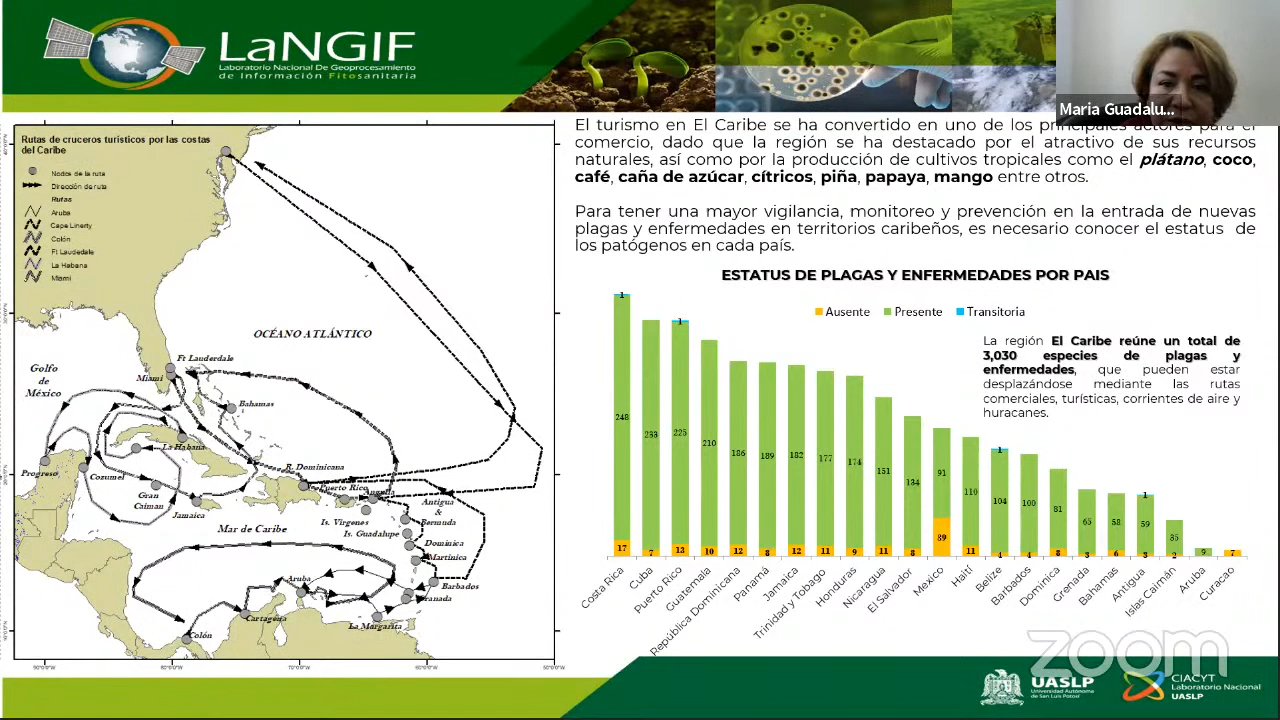 LaNGIF
Laboratorio Nacional De Geoprocesamiento
de Información Fitosanitaria
Maria Guadalu...
Rutas de cruceros turísticos por las costas
del Caribe
Nodos de la ruta
Dirección de ruta
Rutas
Aruba
Cape Linerty
Colón
Ft Laudedale
La Habana
Miami
OCÉANO ATLÁNTICO
Golfo
de
México
Ft Lauderdale
Miami
Bahamas
La Habana
Progreso
Cozumel
Gran
Caiman
Jamaica
R. Dominicana
Puerto Rico
Anguila
Is. Virgenes
Is. Guadalupe
Antigua
&
Bermuda
Dominica
Martinica
Mar de Caribe
Aruba
Barbados
Granada
Cartagena
La Margarita
Colón
El turismo en El Caribe se ha convertido en uno de los principales actores para el
comercio, dado que la región se ha destacado por el atractivo de sus recursos
naturales, así como por la producción de cultivos tropicales como el plátano, coco,
café, caña de azúcar, cítricos, piña, papaya, mango entre otros.
Para tener una mayor vigilancia, monitoreo y prevención en la entrada de nuevas
plagas y enfermedades en territorios caribeños, es necesario conocer el estatus de
los patógenos en cada país.
ESTATUS DE PLAGAS Y ENFERMEDADES POR PAIS
Ausente Presente Transitoria
La región El Caribe reúne un total de
3,030 especies de plagas y
enfermedades, que pueden estar
desplazándose mediante las rutas
comerciales, turísticas, corrientes de aire y
huracanes.
1 1 1 1
248 233 225 210 186 189 182 177 174 151 134 91 110 104 100 81 65 58 59 35 9
17 7 13 10 12 8 12 11 9 11 8 39 11 4 4 8 3 6 3 2 7
Costa Rica
Cuba
Puerto Rico
Guatemala
República Dominicana
Panamá
Jamaica
Trinidad y Tobago
Honduras
Nicaragua
El Salvador
Mexico
Haití
Belize
Barbados
Dominica
Grenada
Bahamas
Antiba
Islas Caimán
Aruba
Curacao
zoom
UASLP
Universidad Autónoma
de San Luis Potosí
CIACYT
Laboratorio Nacional
UASLP